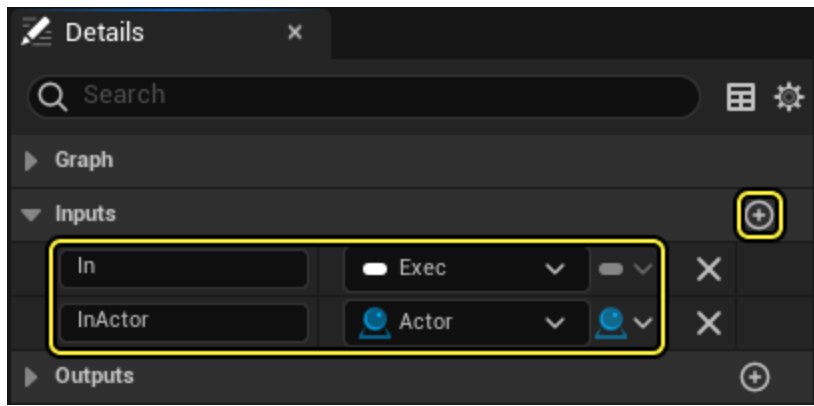 Details
Search
Graph
Inputs
In Exec
InActor Actor
Outputs